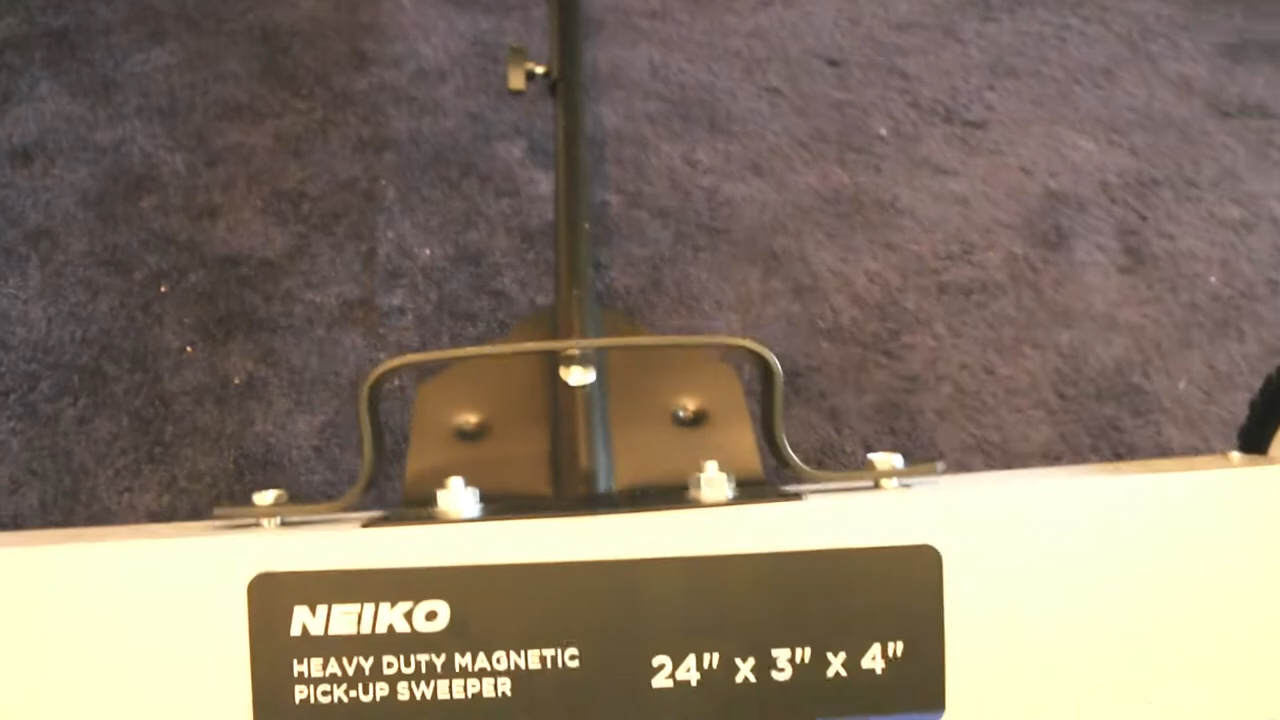 NEIKO
HEAVY DUTY MAGNETIC
PICK-UP SWEEPER
24" x 3" x 4"